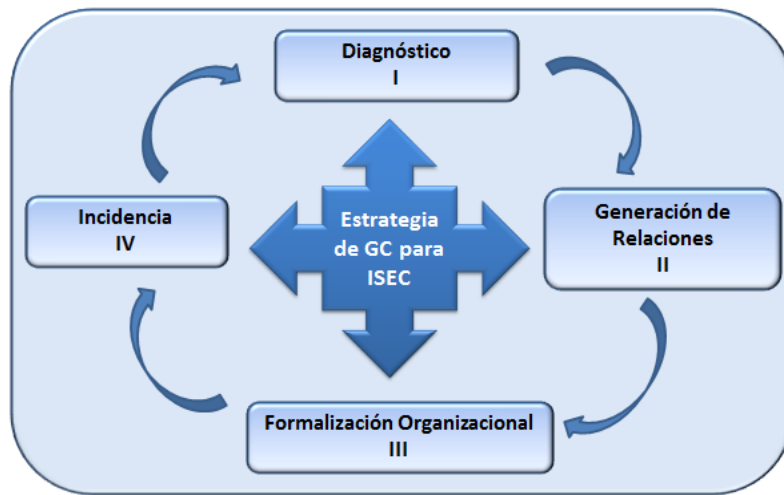 Diagnóstico
I
Generación de
Relaciones
II
Formalización Organizacional
III
Incidencia
IV
Estrategia
de GC para
ISEC